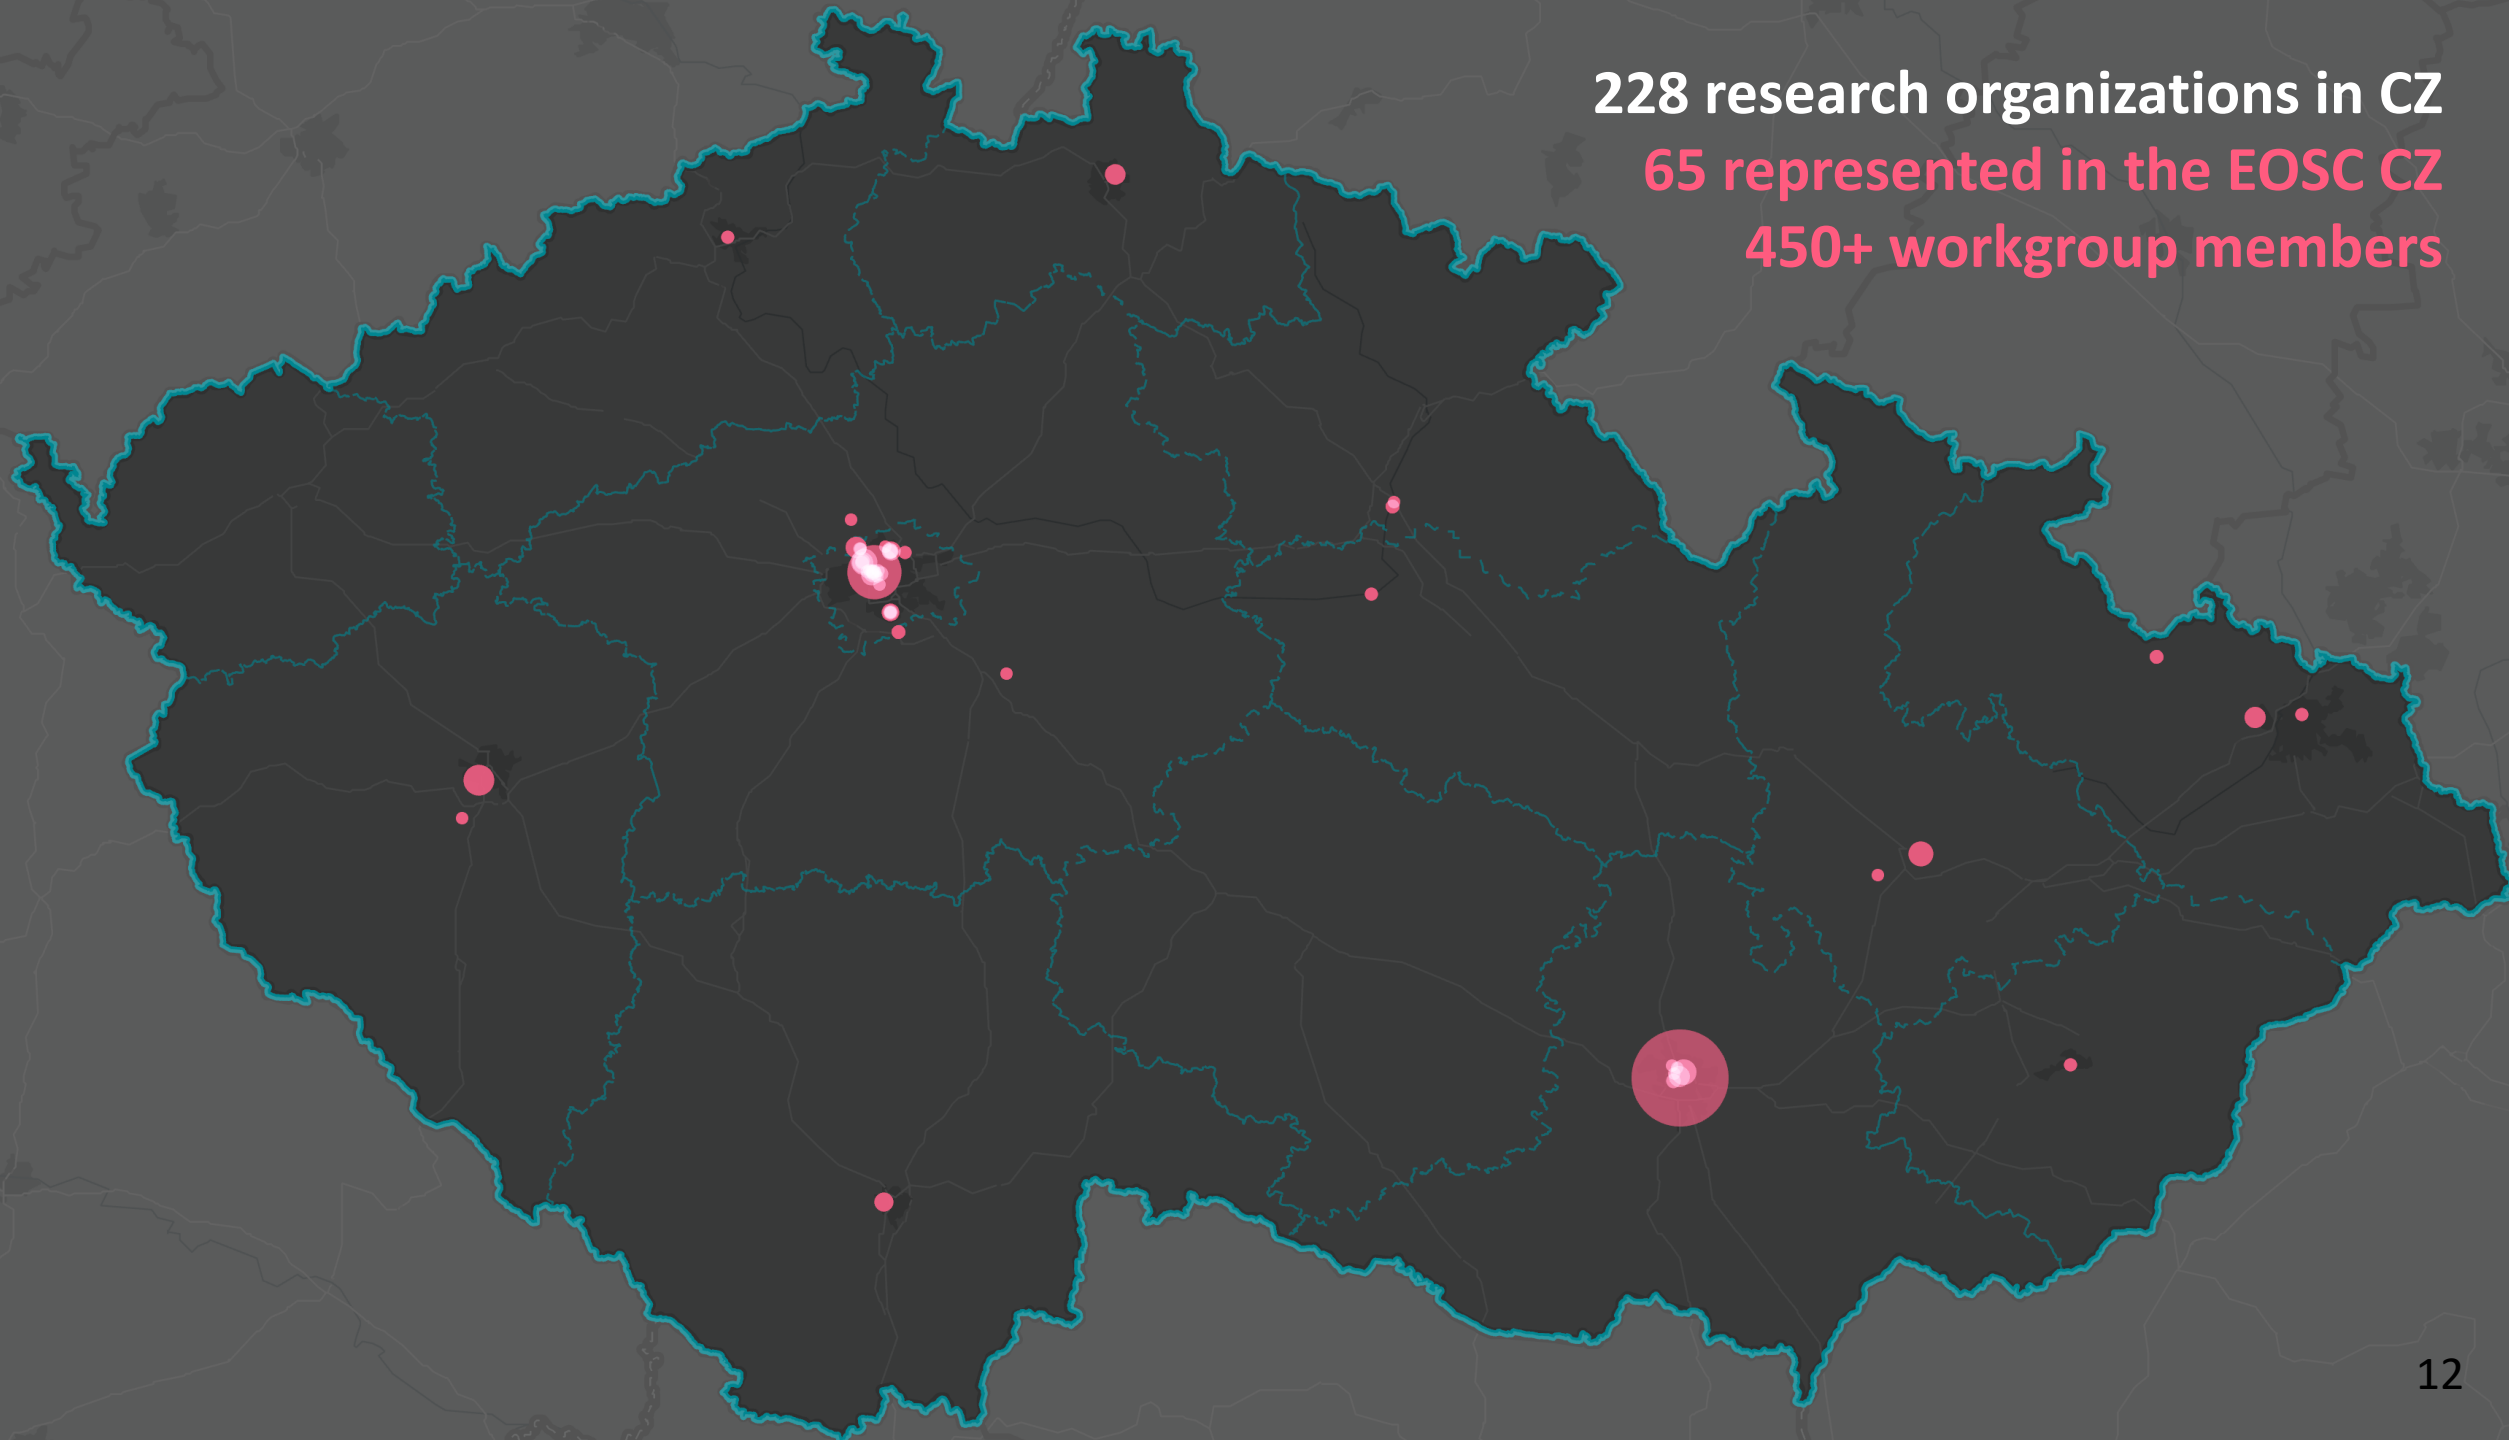 228 research organizations in CZ
65 represented in the EOSC CZ
450+ workgroup members
12